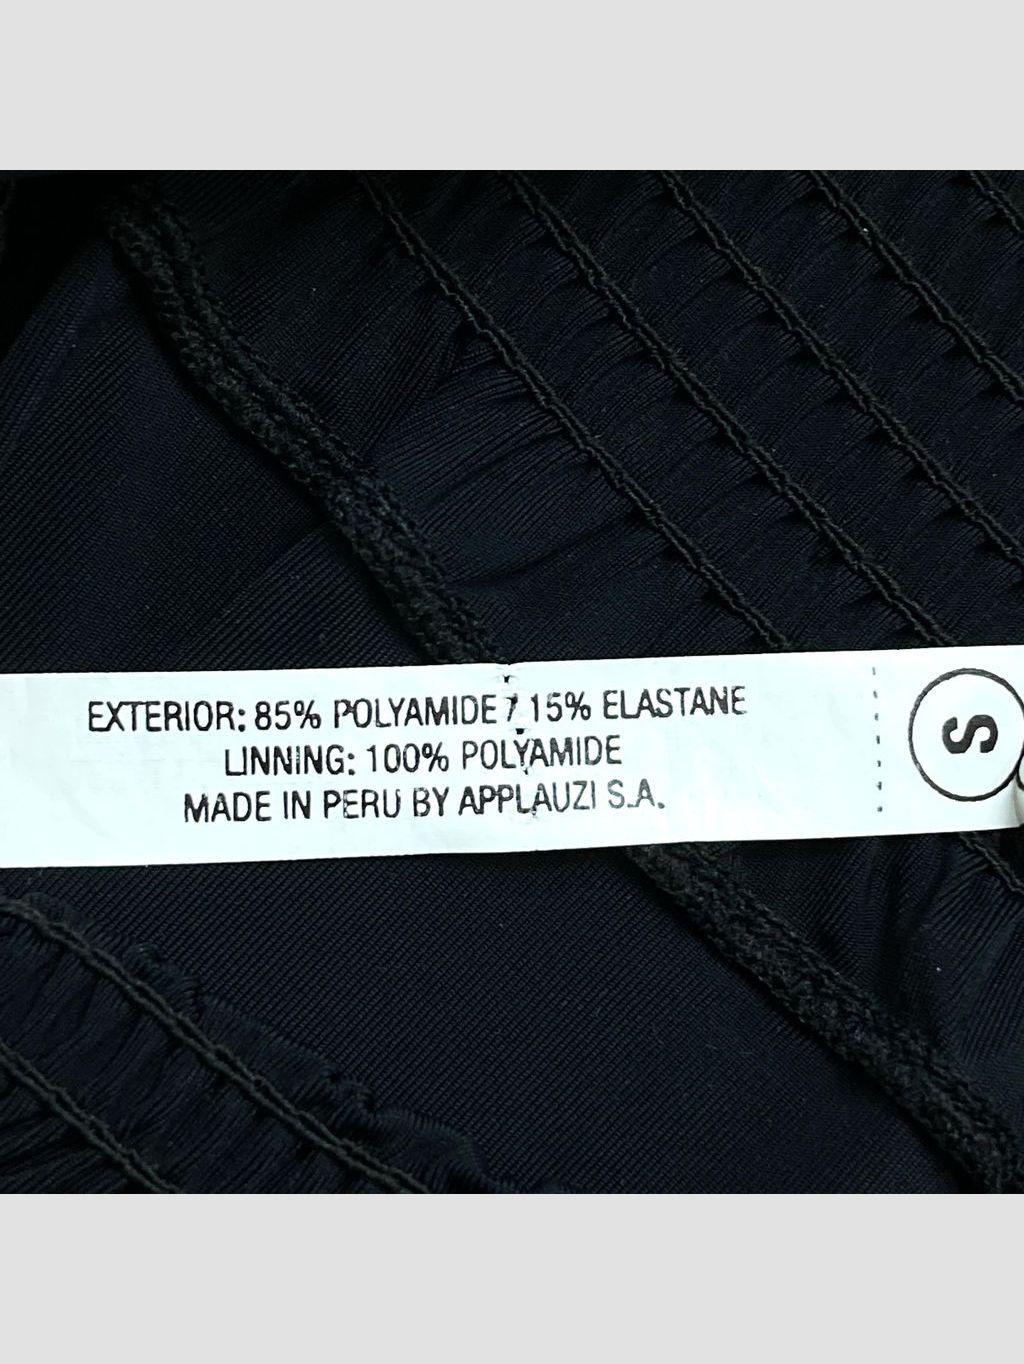 EXTERIOR: 85% POLYAMIDE / 15% ELASTANE
LINNING: 100% POLYAMIDE
MADE IN PERU BY APPLAUZI S.A.
S